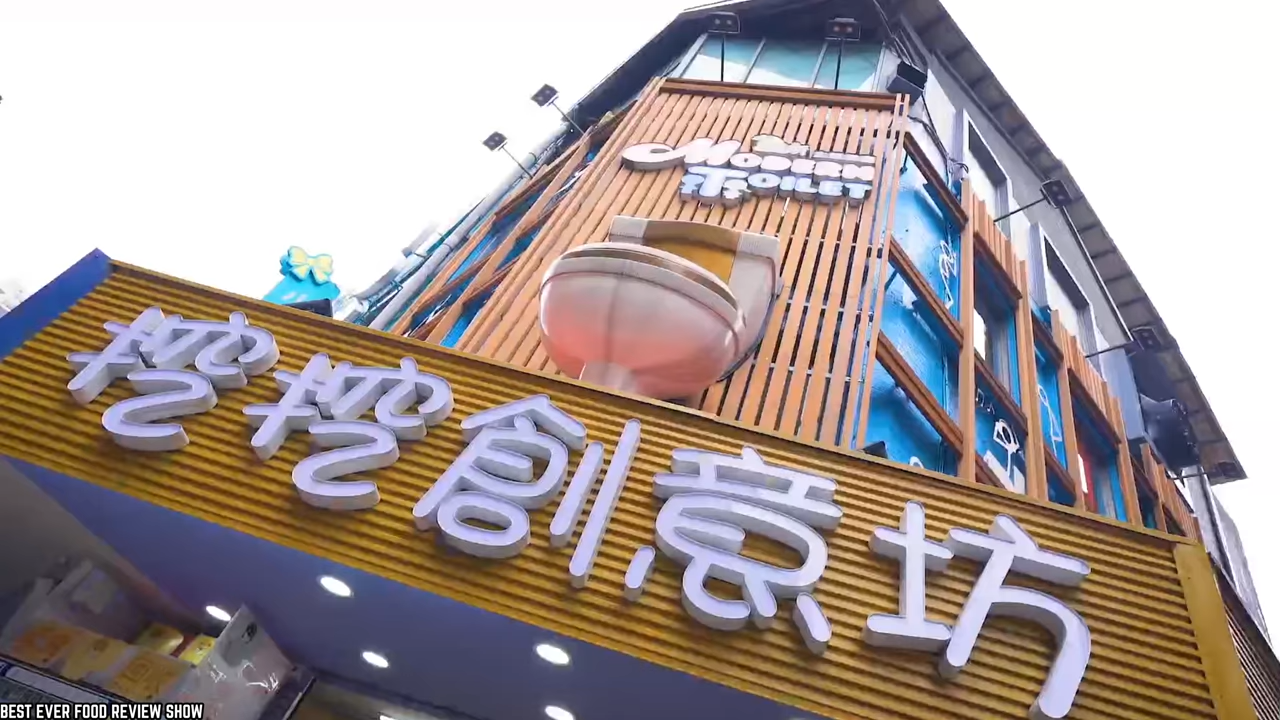 MODERN
TOILET
挖挖創意坊
BEST EVER FOOD REVIEW SHOW